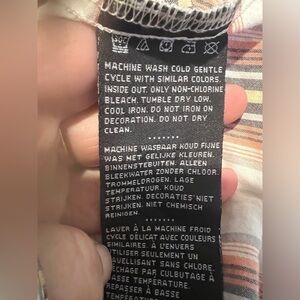 MACHINE WASH COLD GENTLE
CYCLE WITH SIMILAR COLORS.
INSIDE OUT. ONLY NON-CHLORINE
BLEACH. TUMBLE DRY LOW.
COOL IRON. DO NOT IRON ON
DECORATION. DO NOT DRY
CLEAN.
MACHINE WASBAAR KOUD FIJNE
WAS MET GELIJKE KLEUREN.
BINNENSTEBUITEN. ALLEEN
BLEEKWATER ZONDER CHLOOR.
TROMMELDROGEN. LAGE
TEMPERATUUR. KOUD
STRIJKEN. DECORATIES NIET
STRIJKEN. NIET CHEMISCH
REINIGEN.
LAVER À LA MACHINE FROID
CYCLE DÉLICAT AVEC COULEURS
SIMILAIRES. À L'ENVERS
UTILISER SEULEMENT UN
JAVELLISANT SANS CHLORE.
SÉCHAGE PAR CULBUTAGE À
BASSE TEMPÉRATURE.
REPASSER À BASSE